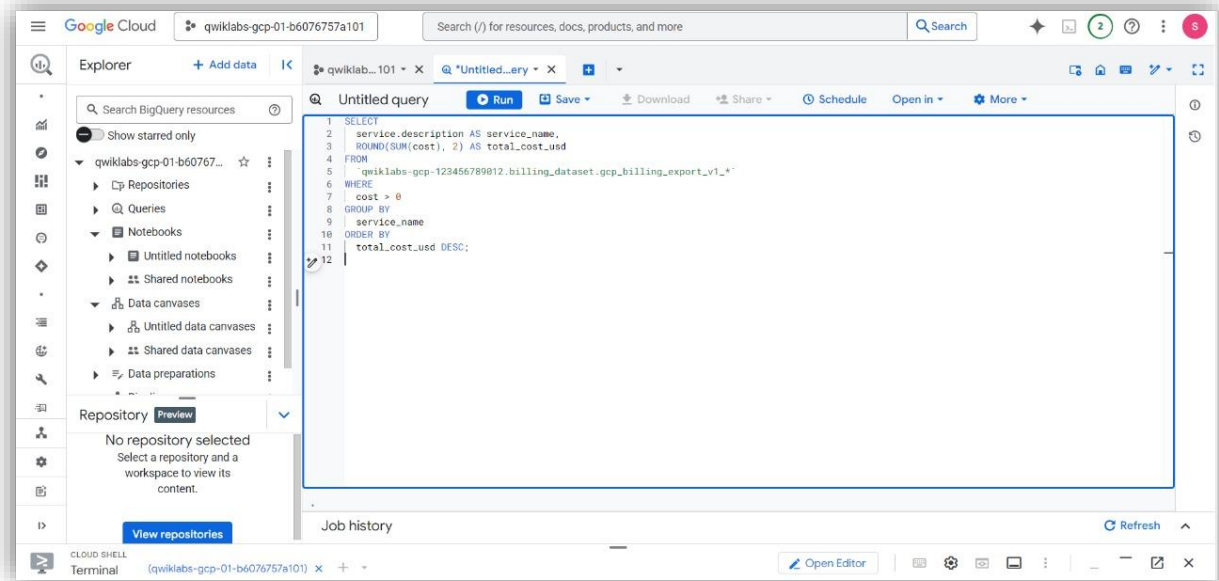 Google Cloud
qwiklabs-gcp-01-b6076757a101
Search (/) for resources, docs, products, and more
Search
2
S
Explorer
+ Add data
Search BigQuery resources
Show starred only
qwiklabs-gcp-01-b60767...
Repositories
Queries
Notebooks
Untitled notebooks
Shared notebooks
Data canvases
Untitled data canvases
Shared data canvases
Data preparations
Repository Preview
No repository selected
Select a repository and a
workspace to view its
content.
View repositories
qwiklab...101
*Untitled...ery
Untitled query
Run
Save
Download
Share
Schedule
Open in
More
1 SELECT
2 service.description AS service_name,
3 ROUND(SUM(cost), 2) AS total_cost_usd
4 FROM
5 `qwiklabs-gcp-123456789012.billing_dataset.gcp_billing_export_v1_*`
6 WHERE
7 cost > 0
8 GROUP BY
9 service_name
10 ORDER BY
11 total_cost_usd DESC;
12
Job history
Refresh
CLOUD SHELL
Terminal
(qwiklabs-gcp-01-b6076757a101)
Open Editor